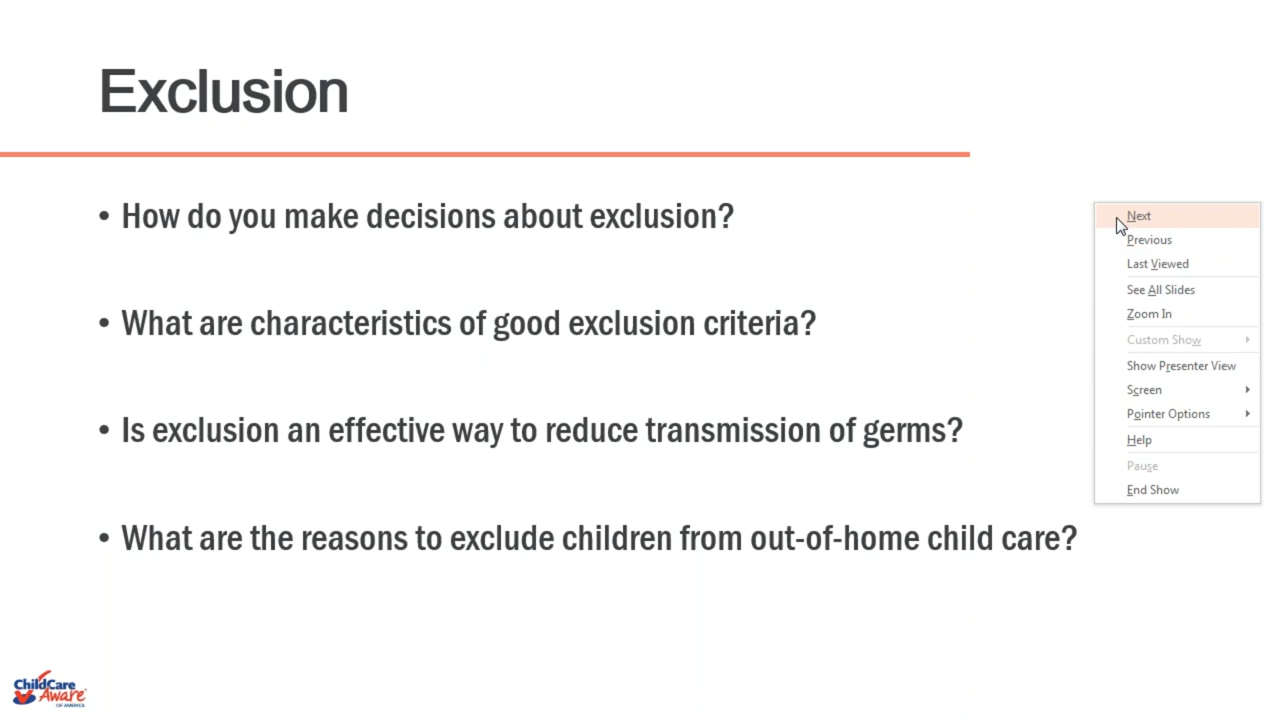 Exclusion
• How do you make decisions about exclusion?
• What are characteristics of good exclusion criteria?
• Is exclusion an effective way to reduce transmission of germs?
• What are the reasons to exclude children from out-of-home child care?
Next
Previous
Last Viewed
See All Slides
Zoom In
Custom Show
Show Presenter View
Screen
Pointer Options
Help
Pause
End Show
ChildCare
Aware
OF AMERICA